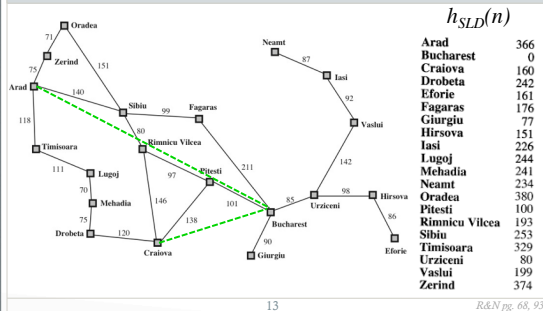 h_SLD(n)
Oradea
71
Neamt
Zerind
87
151
Iasi
75
Arad
140
92
Sibiu
Fagaras
99
118
Vaslui
80
Rimnicu Vilcea
Timisoara
142
111
Pitesti
211
Lugoj
97
70
98
Hirsova
85
146
101
Urziceni
Mehadia
138
86
75
Bucharest
120
Drobeta
90
Craiova
Eforie
Giurgiu
Arad 366
Bucharest 0
Craiova 160
Drobeta 242
Eforie 161
Fagaras 176
Giurgiu 77
Hirsova 151
Iasi 226
Lugoj 244
Mehadia 241
Neamt 234
Oradea 380
Pitesti 100
Rimnicu Vilcea 193
Sibiu 253
Timisoara 329
Urziceni 80
Vaslui 199
Zerind 374
13
R&N pg. 68, 93